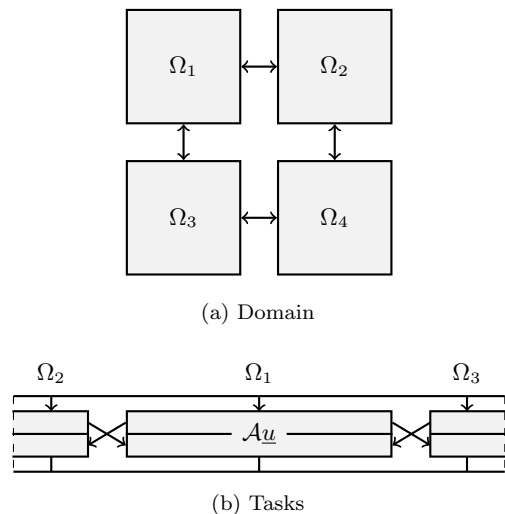 Ω₁ Ω₂
Ω₃ Ω₄
(a) Domain
Ω₂ Ω₁ Ω₃
𝒜u̲
(b) Tasks